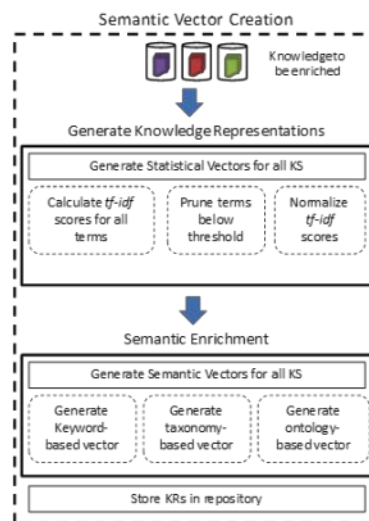 Semantic Vector Creation
Knowledgeto
be enriched
Generate Knowledge Representations
Generate Statistical Vectors for all KS
Calculate tf-idf
scores for all
terms
Prune terms
below
threshold
Normalize
tf-idf
scores
Semantic Enrichment
Generate Semantic Vectors for all KS
Generate
Keyword-
based vector
Generate
taxonomy-
based vector
Generate
ontology-
based vector
Store KRs in repository